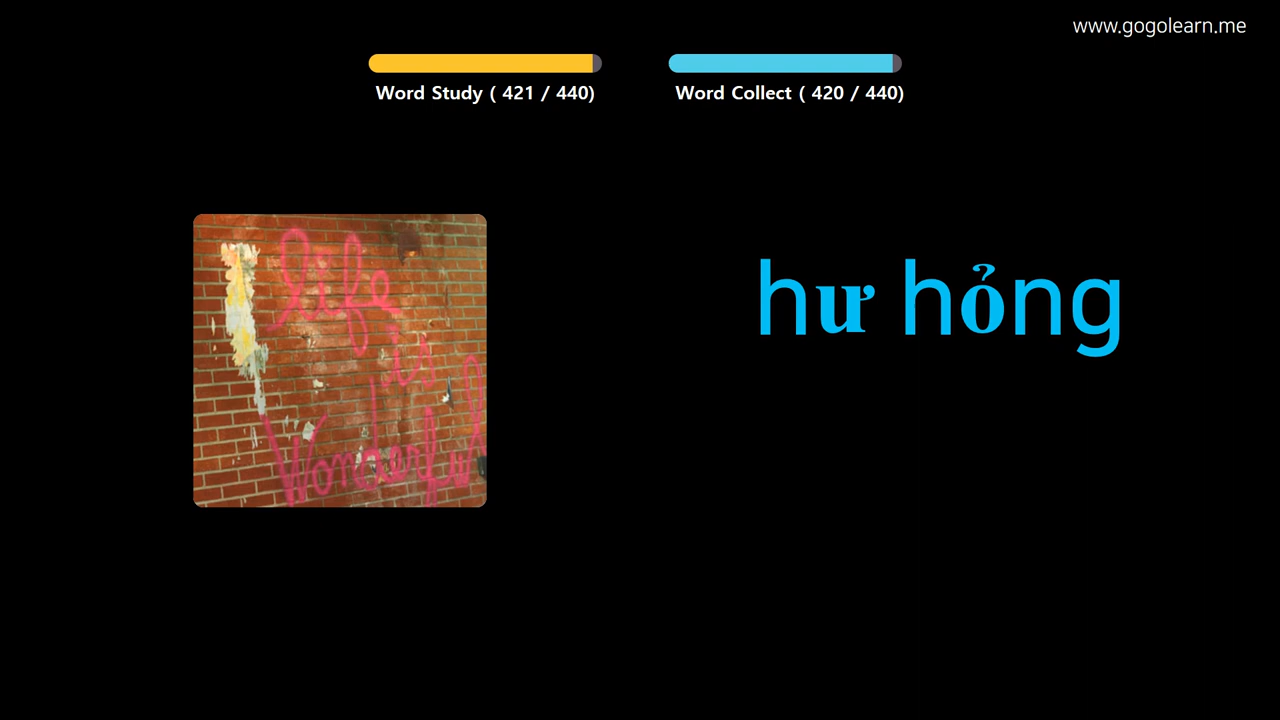 www.gogolearn.me
Word Study ( 421 / 440)
Word Collect ( 420 / 440)
life
is
Wonderful
hư hỏng